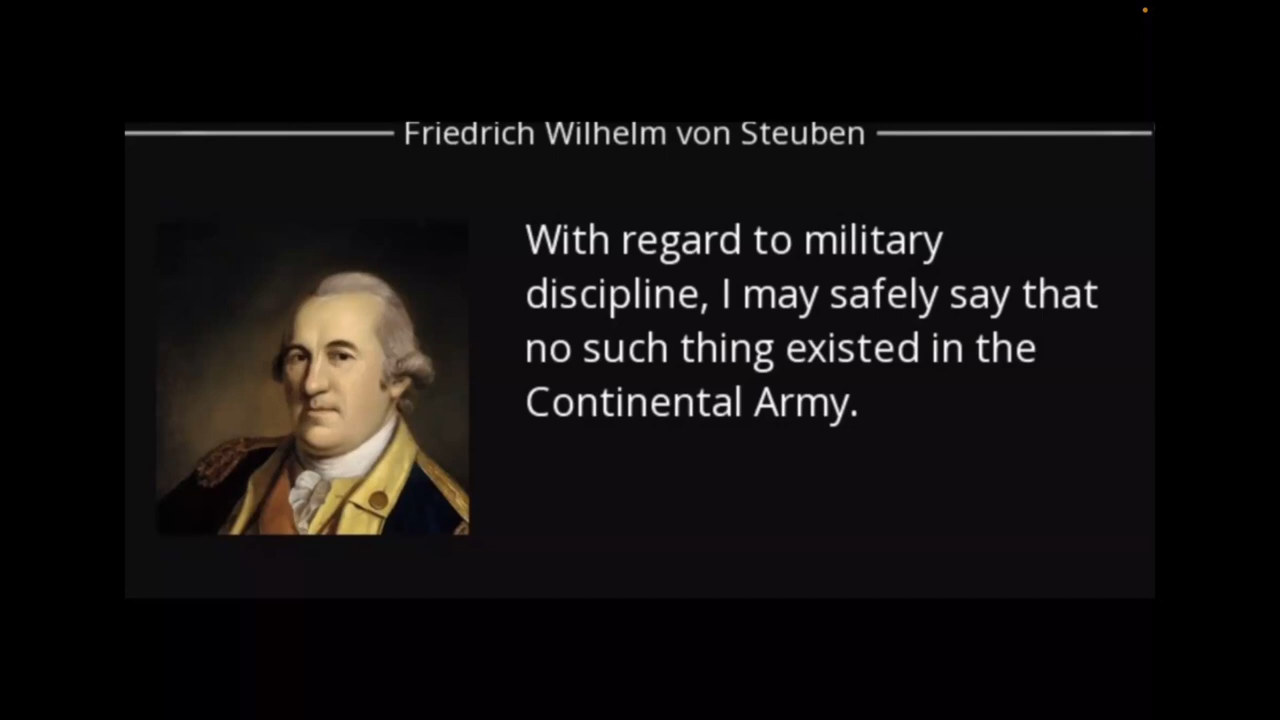 Friedrich Wilhelm von Steuben
With regard to military
discipline, I may safely say that
no such thing existed in the
Continental Army.